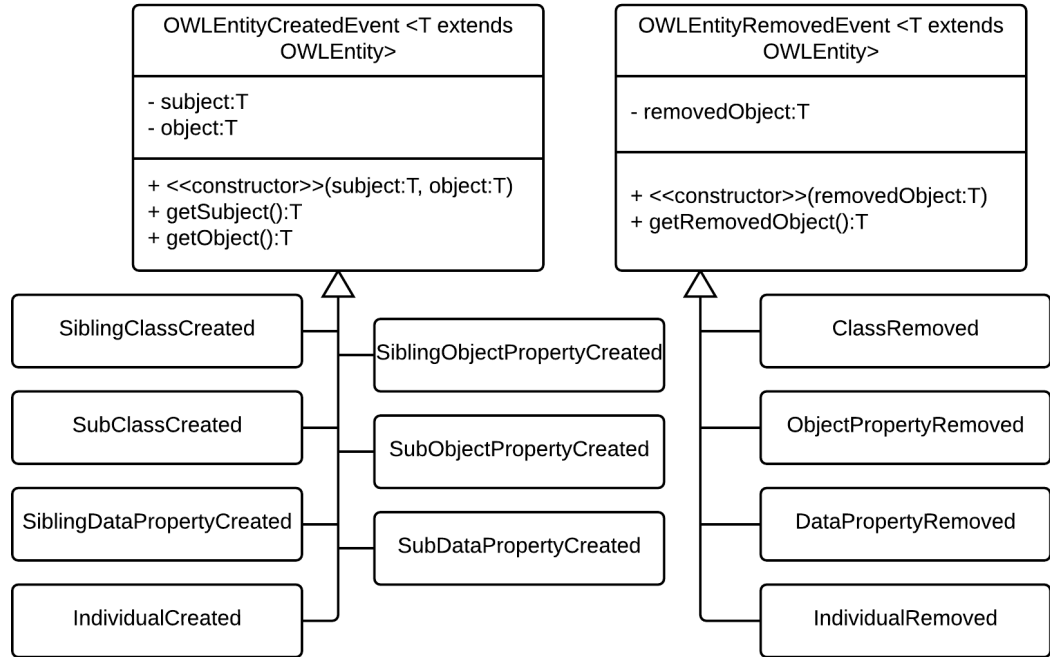 OWLEntityCreatedEvent <T extends
OWLEntity>
- subject:T
- object:T
+ <<constructor>>(subject:T, object:T)
+ getSubject():T
+ getObject():T
OWLEntityRemovedEvent <T extends
OWLEntity>
- removedObject:T
+ <<constructor>>(removedObject:T)
+ getRemovedObject():T
SiblingClassCreated
SubClassCreated
SiblingDataPropertyCreated
IndividualCreated
SiblingObjectPropertyCreated
SubObjectPropertyCreated
SubDataPropertyCreated
ClassRemoved
ObjectPropertyRemoved
DataPropertyRemoved
IndividualRemoved